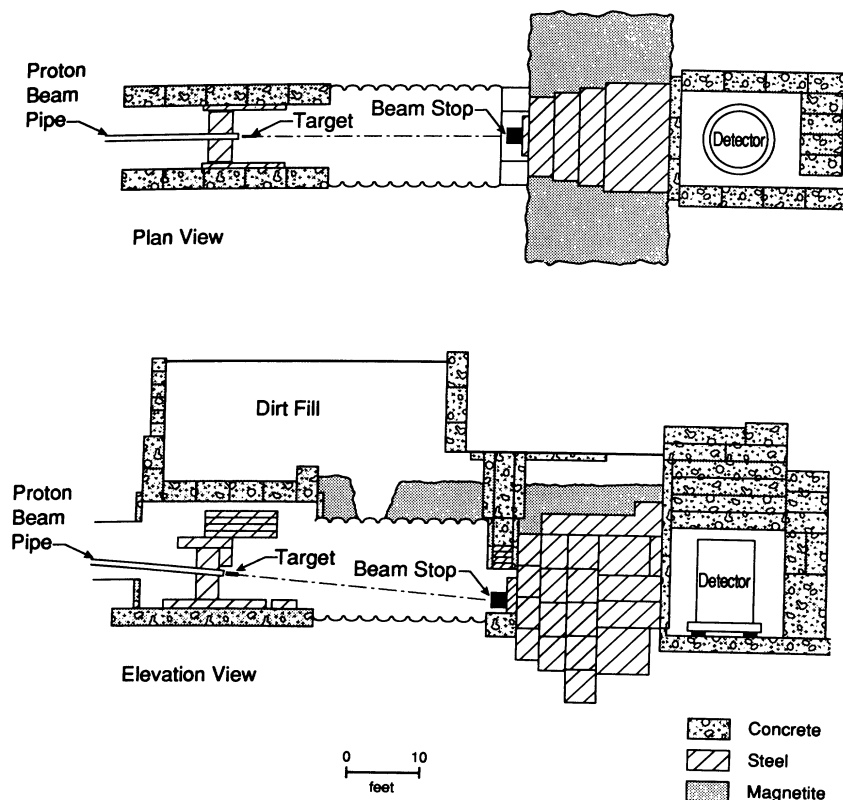 Proton
Beam
Pipe
Target
Beam Stop
Detector
Plan View
Dirt Fill
Proton
Beam
Pipe
Target
Beam Stop
Detector
Elevation View
0 10
feet
Concrete
Steel
Magnetite